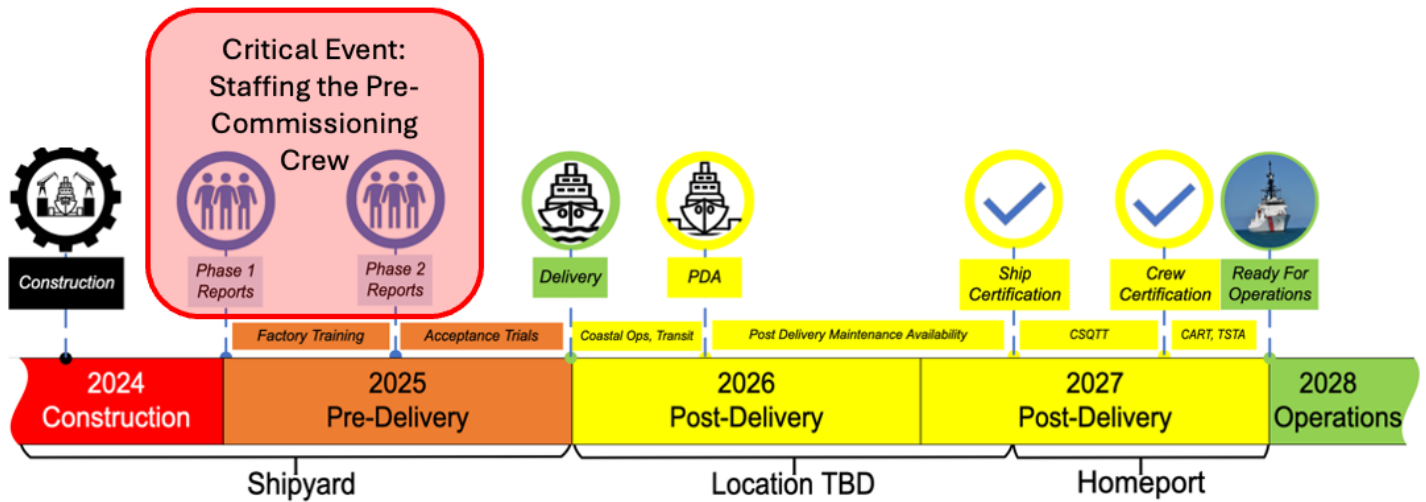 Critical Event:
Staffing the Pre-
Commissioning
Crew
Construction
Phase 1
Reports
Phase 2
Reports
Delivery
PDA
Ship
Certification
Crew
Certification
Ready For
Operations
Factory Training
Acceptance Trials
Coastal Ops, Transit
Post Delivery Maintenance Availability
CSQTT
CART, TSTA
2024
Construction
2025
Pre-Delivery
2026
Post-Delivery
2027
Post-Delivery
2028
Operations
Shipyard
Location TBD
Homeport